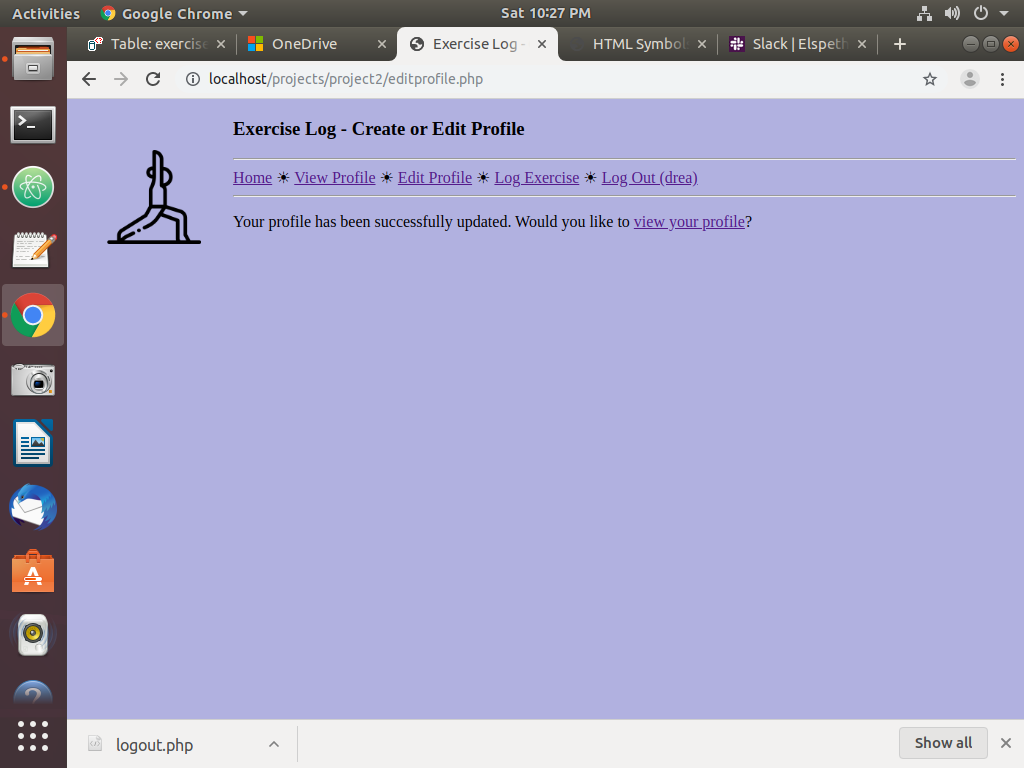 Activities Google Chrome Sat 10:27 PM
Table: exercise OneDrive Exercise Log - HTML Symbol Slack | Elspeth
localhost/projects/project2/editprofile.php
Exercise Log - Create or Edit Profile
Home ☀ View Profile ☀ Edit Profile ☀ Log Exercise ☀ Log Out (drea)
Your profile has been successfully updated. Would you like to view your profile?
logout.php Show all